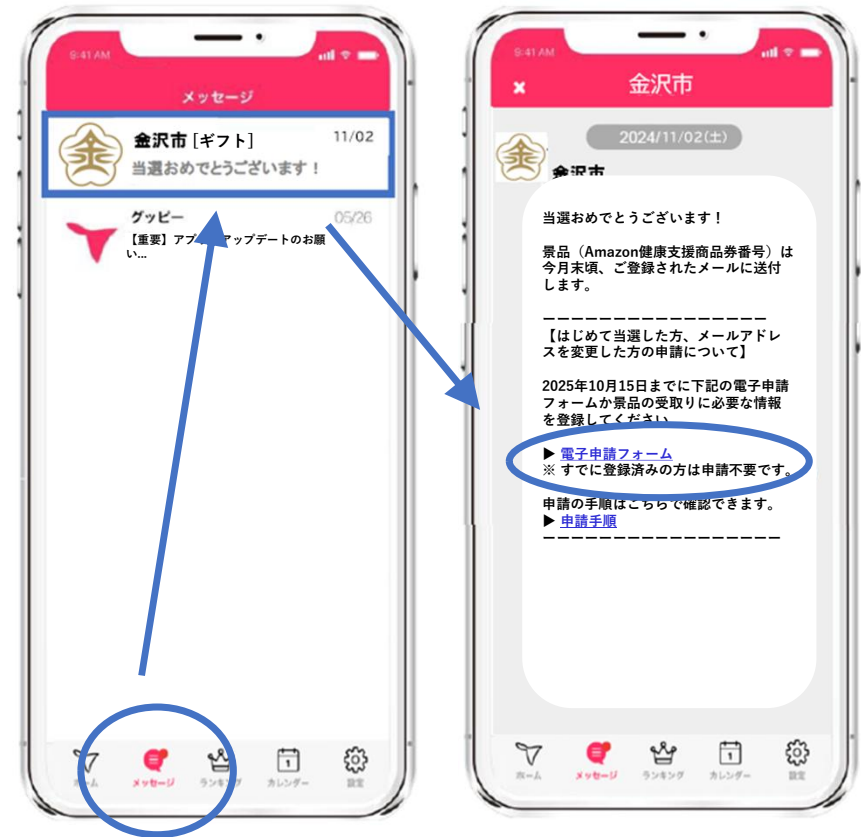 9:41 AM
メッセージ
金沢市 [ギフト]
11/02
当選おめでとうございます！
グッピー
05/26
【重要】アプ アップデートのお願
い...
ホーム
メッセージ
ランキング
カレンダー
設定
9:41 AM
金沢市
2024/11/02(土)
金沢市
当選おめでとうございます！
景品（Amazon健康支援商品券番号）は
今月末頃、ご登録されたメールに送付
します。
ーーーーーーーーーーーーーーーー
【はじめて当選した方、メールアドレ
スを変更した方の申請について】
2025年10月15日までに下記の電子申請
フォームか景品の受取りに必要な情報
を登録してください
▶ 電子申請フォーム
※ すでに登録済みの方は申請不要です。
申請の手順はこちらで確認できます。
▶ 申請手順
ーーーーーーーーーーーーーーーーー
ホーム
メッセージ
ランキング
カレンダー
設定